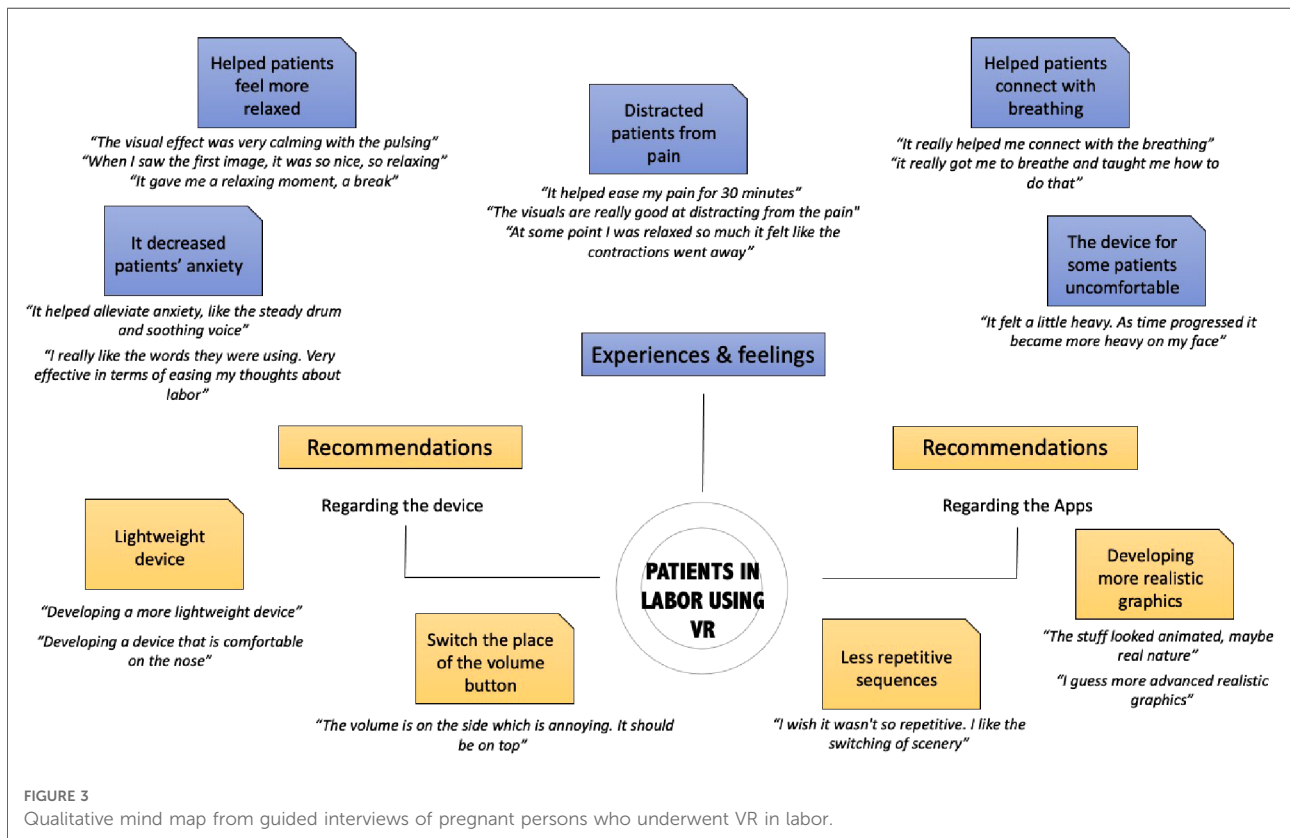 Helped patients
feel more
relaxed
“The visual effect was very calming with the pulsing”
“When I saw the first image, it was so nice, so relaxing”
“It gave me a relaxing moment, a break”
Distracted
patients from
pain
“It helped ease my pain for 30 minutes”
“The visuals are really good at distracting from the pain"
“At some point I was relaxed so much it felt like the
contractions went away”
Helped patients
connect with
breathing
“It really helped me connect with the breathing”
“it really got me to breathe and taught me how to
do that”
It decreased
patients’ anxiety
“It helped alleviate anxiety, like the steady drum
and soothing voice”
“I really like the words they were using. Very
effective in terms of easing my thoughts about
labor”
The device for
some patients
uncomfortable
“It felt a little heavy. As time progressed it
became more heavy on my face”
Experiences & feelings
Recommendations
Regarding the device
Lightweight
device
“Developing a more lightweight device”
“Developing a device that is comfortable
on the nose”
Switch the place
of the volume
button
“The volume is on the side which is annoying. It should
be on top”
PATIENTS IN
LABOR USING
VR
Recommendations
Regarding the Apps
Less repetitive
sequences
“I wish it wasn't so repetitive. I like the
switching of scenery”
Developing
more realistic
graphics
“The stuff looked animated, maybe
real nature”
“I guess more advanced realistic
graphics”
FIGURE 3
Qualitative mind map from guided interviews of pregnant persons who underwent VR in labor.